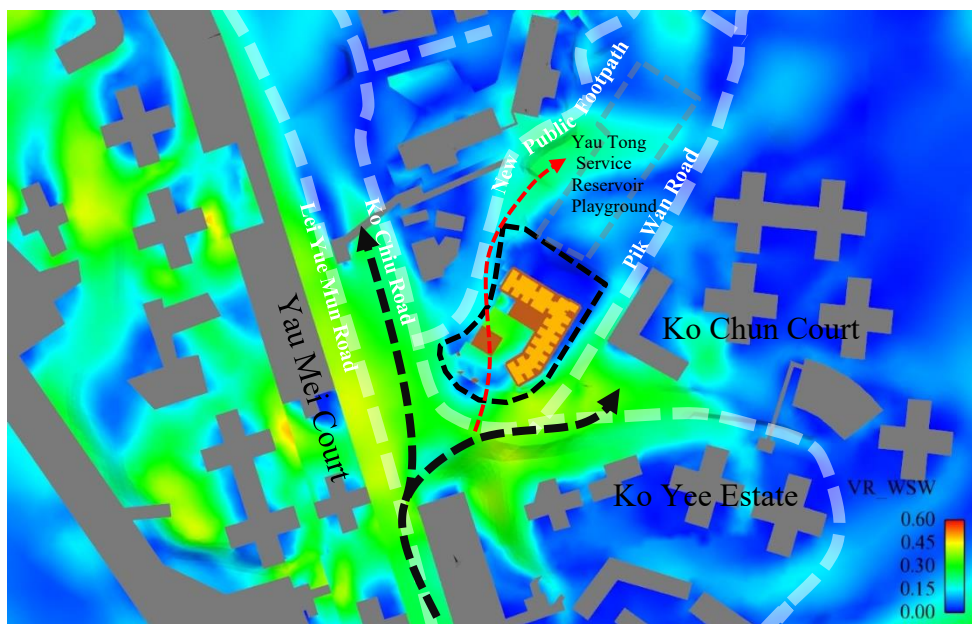 New Public Footpath
Yau Tong
Service
Reservoir
Playground
Pik Wan Road
Ko Chiu Road
Lei Yue Mun Road
Yau Mei Court
Ko Chun Court
Ko Yee Estate
VR_WSW
0.60
0.45
0.30
0.15
0.00